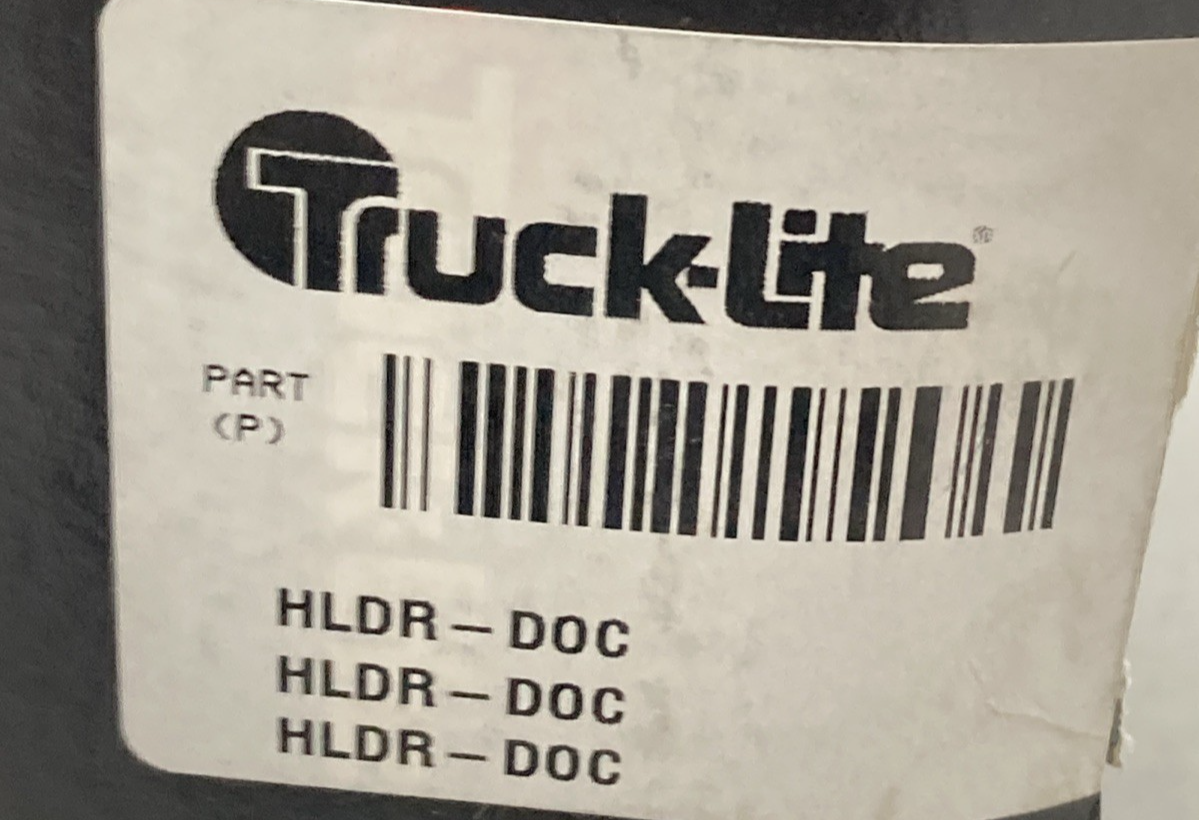 Truck-Lite®
PART
(P)
HLDR-DOC
HLDR-DOC
HLDR-DOC